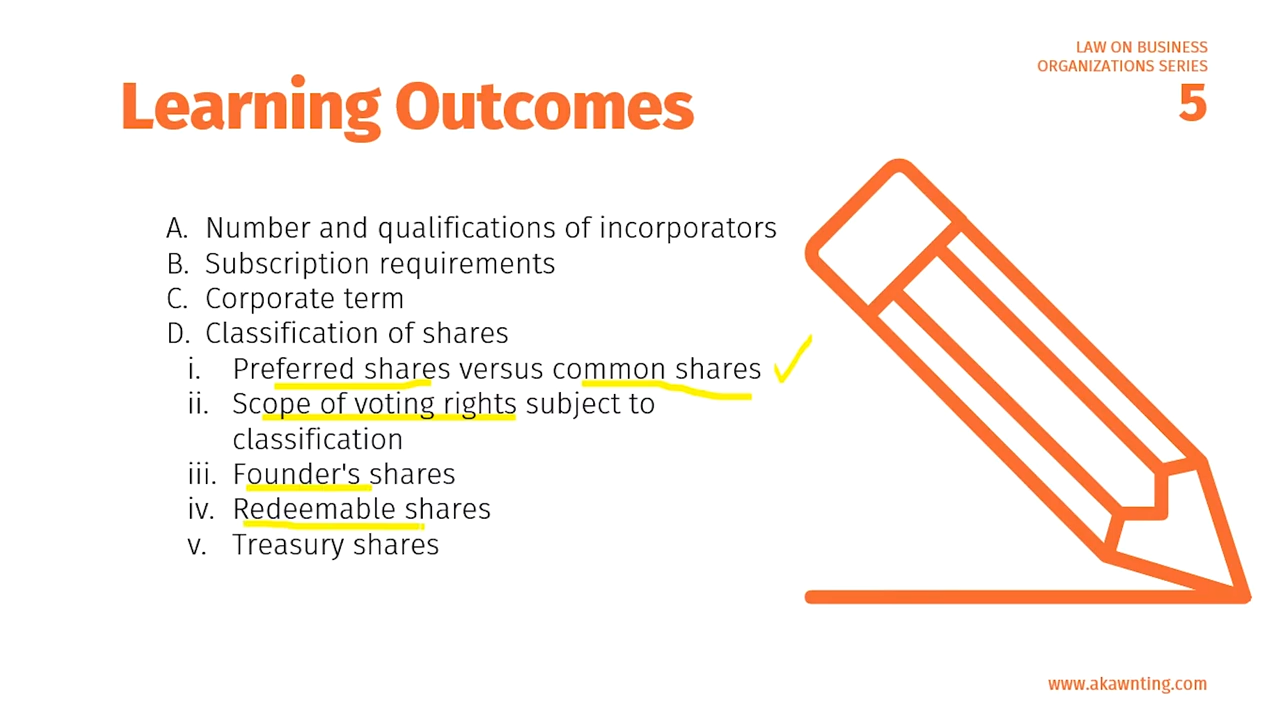 LAW ON BUSINESS
ORGANIZATIONS SERIES
5
Learning Outcomes
A. Number and qualifications of incorporators
B. Subscription requirements
C. Corporate term
D. Classification of shares
i. Preferred shares versus common shares
ii. Scope of voting rights subject to
classification
iii. Founder's shares
iv. Redeemable shares
v. Treasury shares
www.akawnting.com